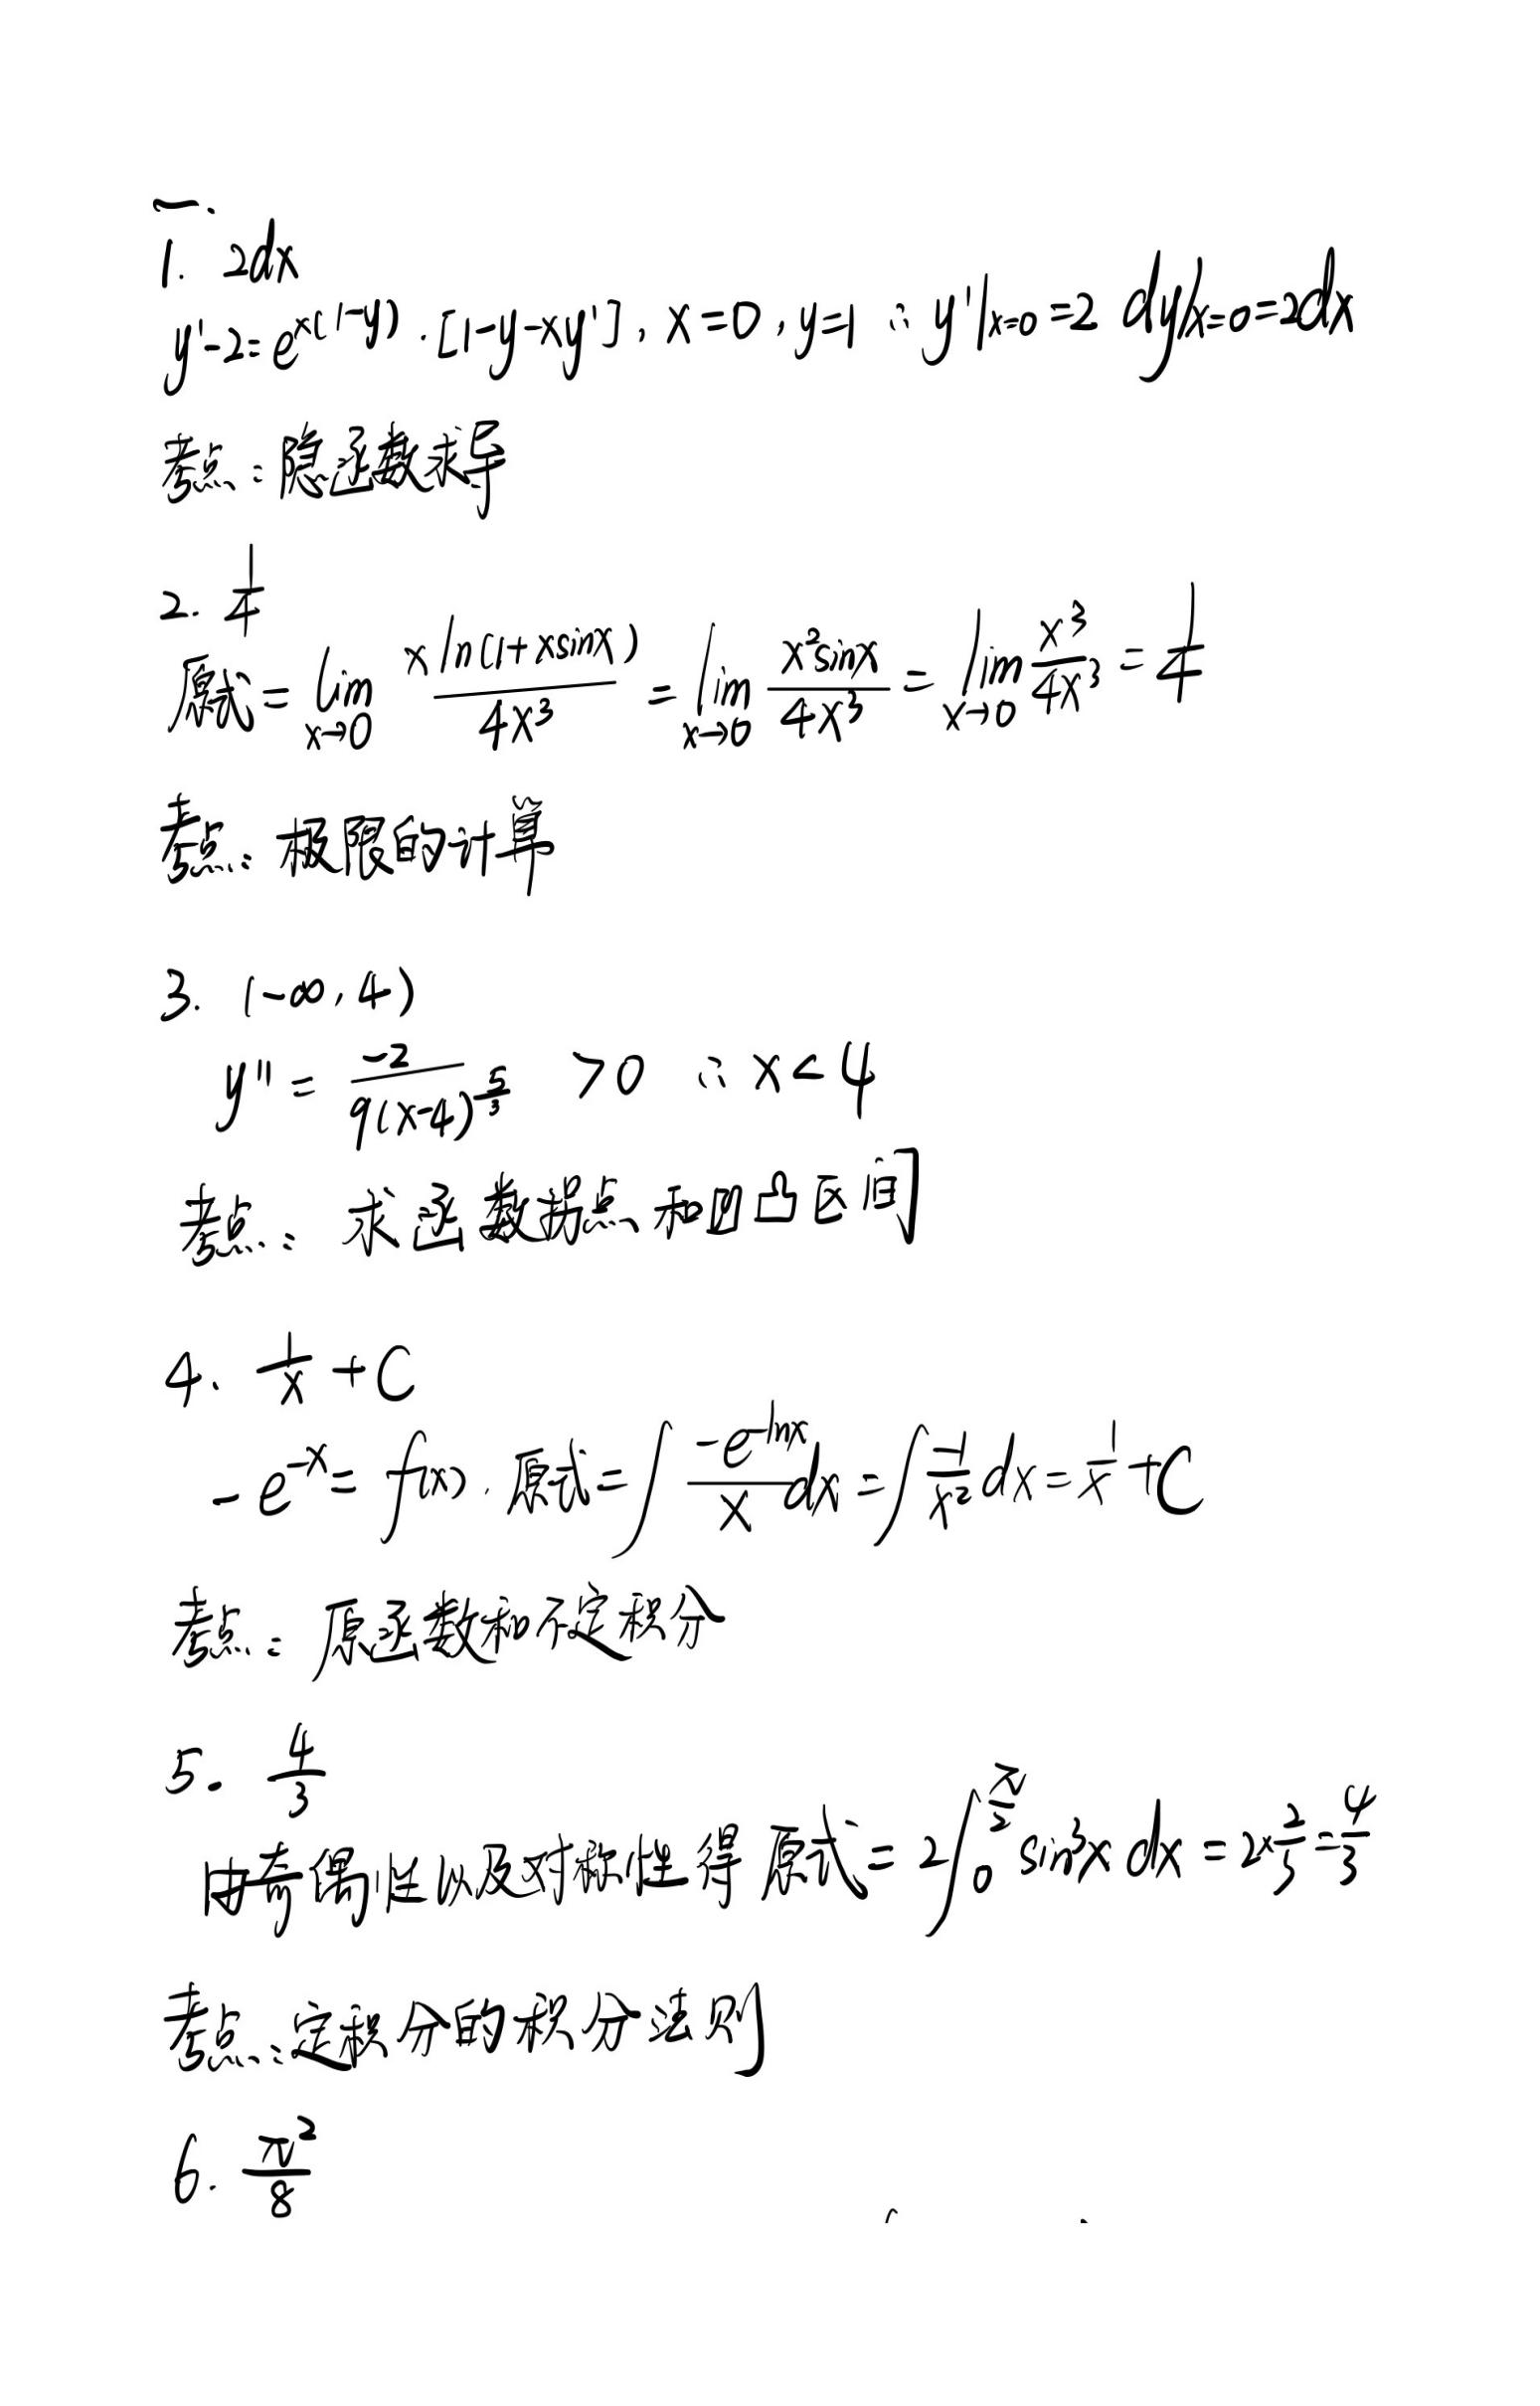 一.
1. 2dx
y'-2=e^{x(1-y)}·[1-y-xy'], x=0, y=1 ∴ y'|x=0=2 dy|x=0=2dx
考点:隐函数求导
2. 1/4
原式=lim x→0 xln(1+xsinx)/4x³=lim x→0 x²sinx/4x³=lim x→0 x³/4x³=1/4
考点:极限的计算
3. (-∞,4)
y''=-2/9(x-4)^{5/3} >0 ∴x<4
考点:求函数拐点和凹凸区间
4. 1/x+C
-e^{-x}=f(x),原式=∫-e^{-lnx}/x dx=∫-1/x² dx=1/x+C
考点:原函数和不定积分
5. 4/3
由奇偶性以及对称性得 原式=2∫₀^{π/2} sin³x dx=2×2/3=4/3
考点:定积分的积分法则
6. π²/8